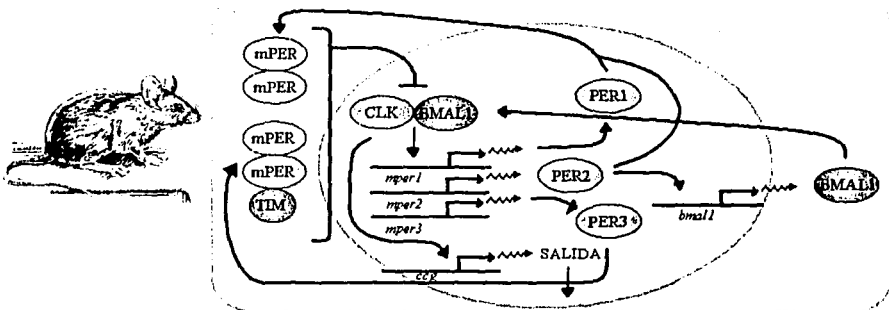 mPER
mPER
mPER
mPER
TIM
CLK
BMAL1
PER1
mper1
mper2
mper3
PER2
PER3
bmal1
BMAL1
ccg
SALIDA